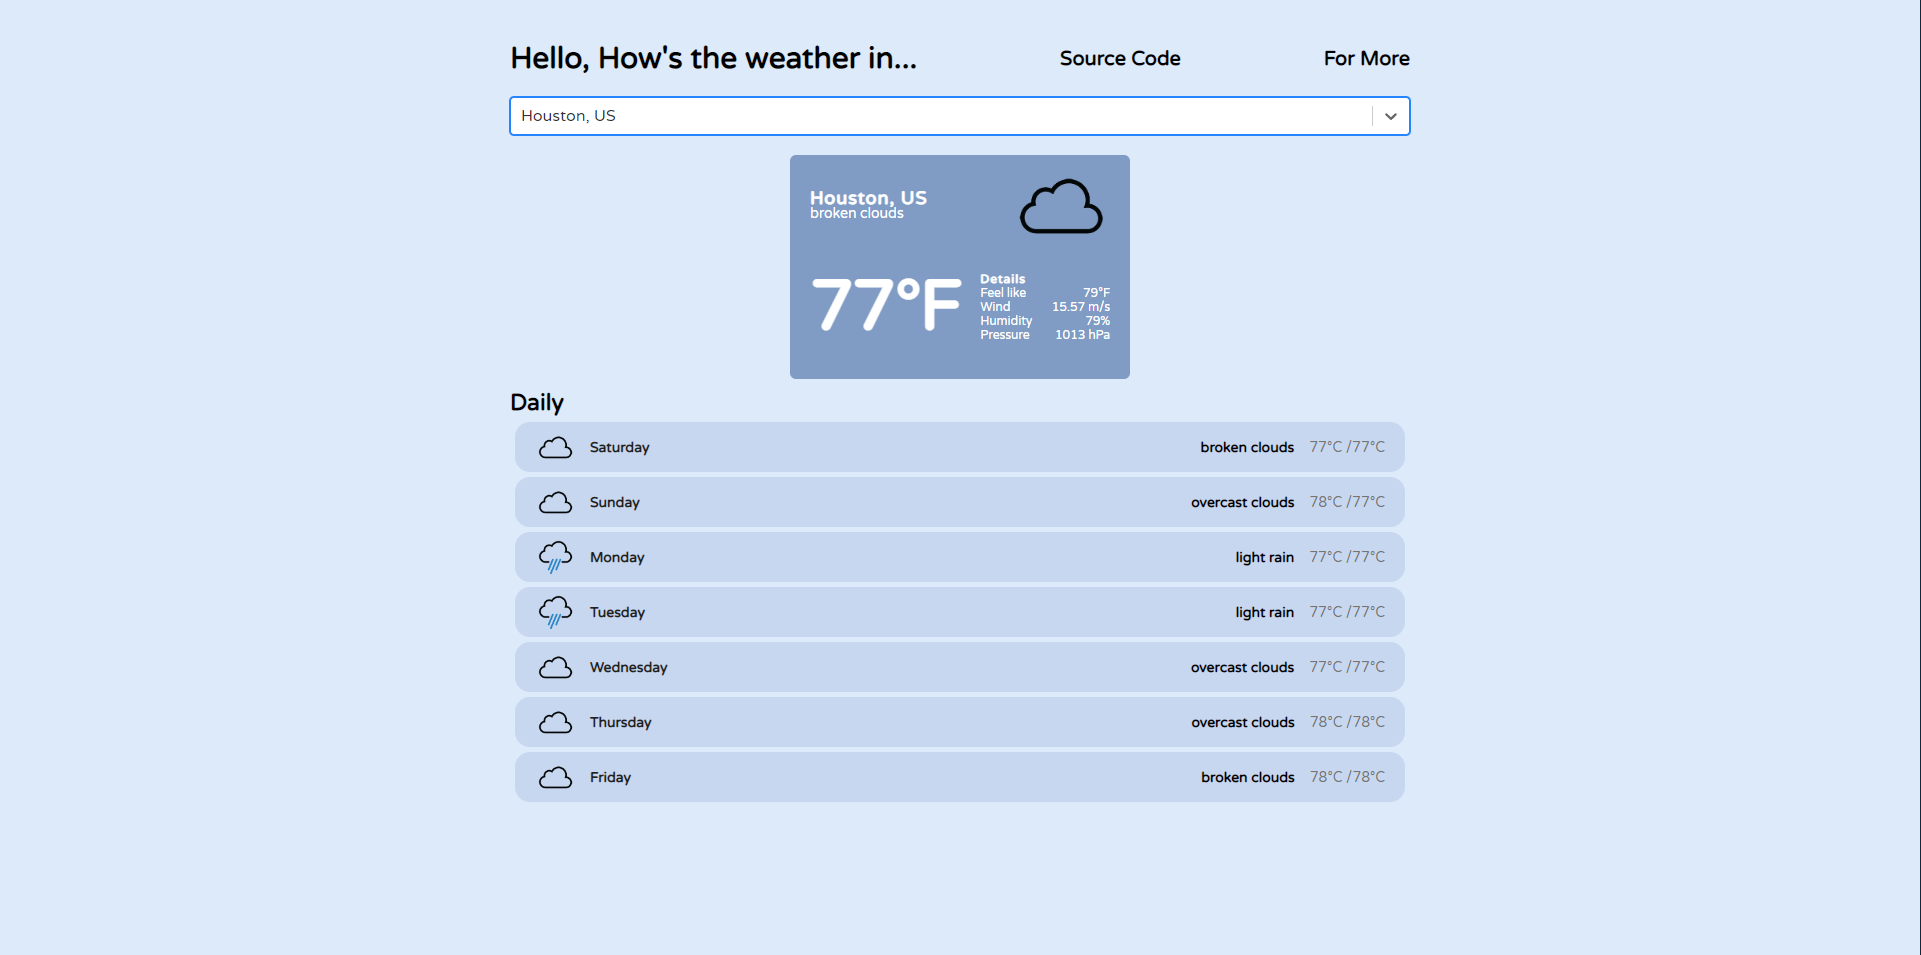 Hello, How's the weather in...
Source Code
For More
Houston, US
Houston, US
broken clouds
77°F
Details
Feel like 79°F
Wind 15.57 m/s
Humidity 79%
Pressure 1013 hPa
Daily
Saturday broken clouds 77°C /77°C
Sunday overcast clouds 78°C /77°C
Monday light rain 77°C /77°C
Tuesday light rain 77°C /77°C
Wednesday overcast clouds 77°C /77°C
Thursday overcast clouds 78°C /78°C
Friday broken clouds 78°C /78°C